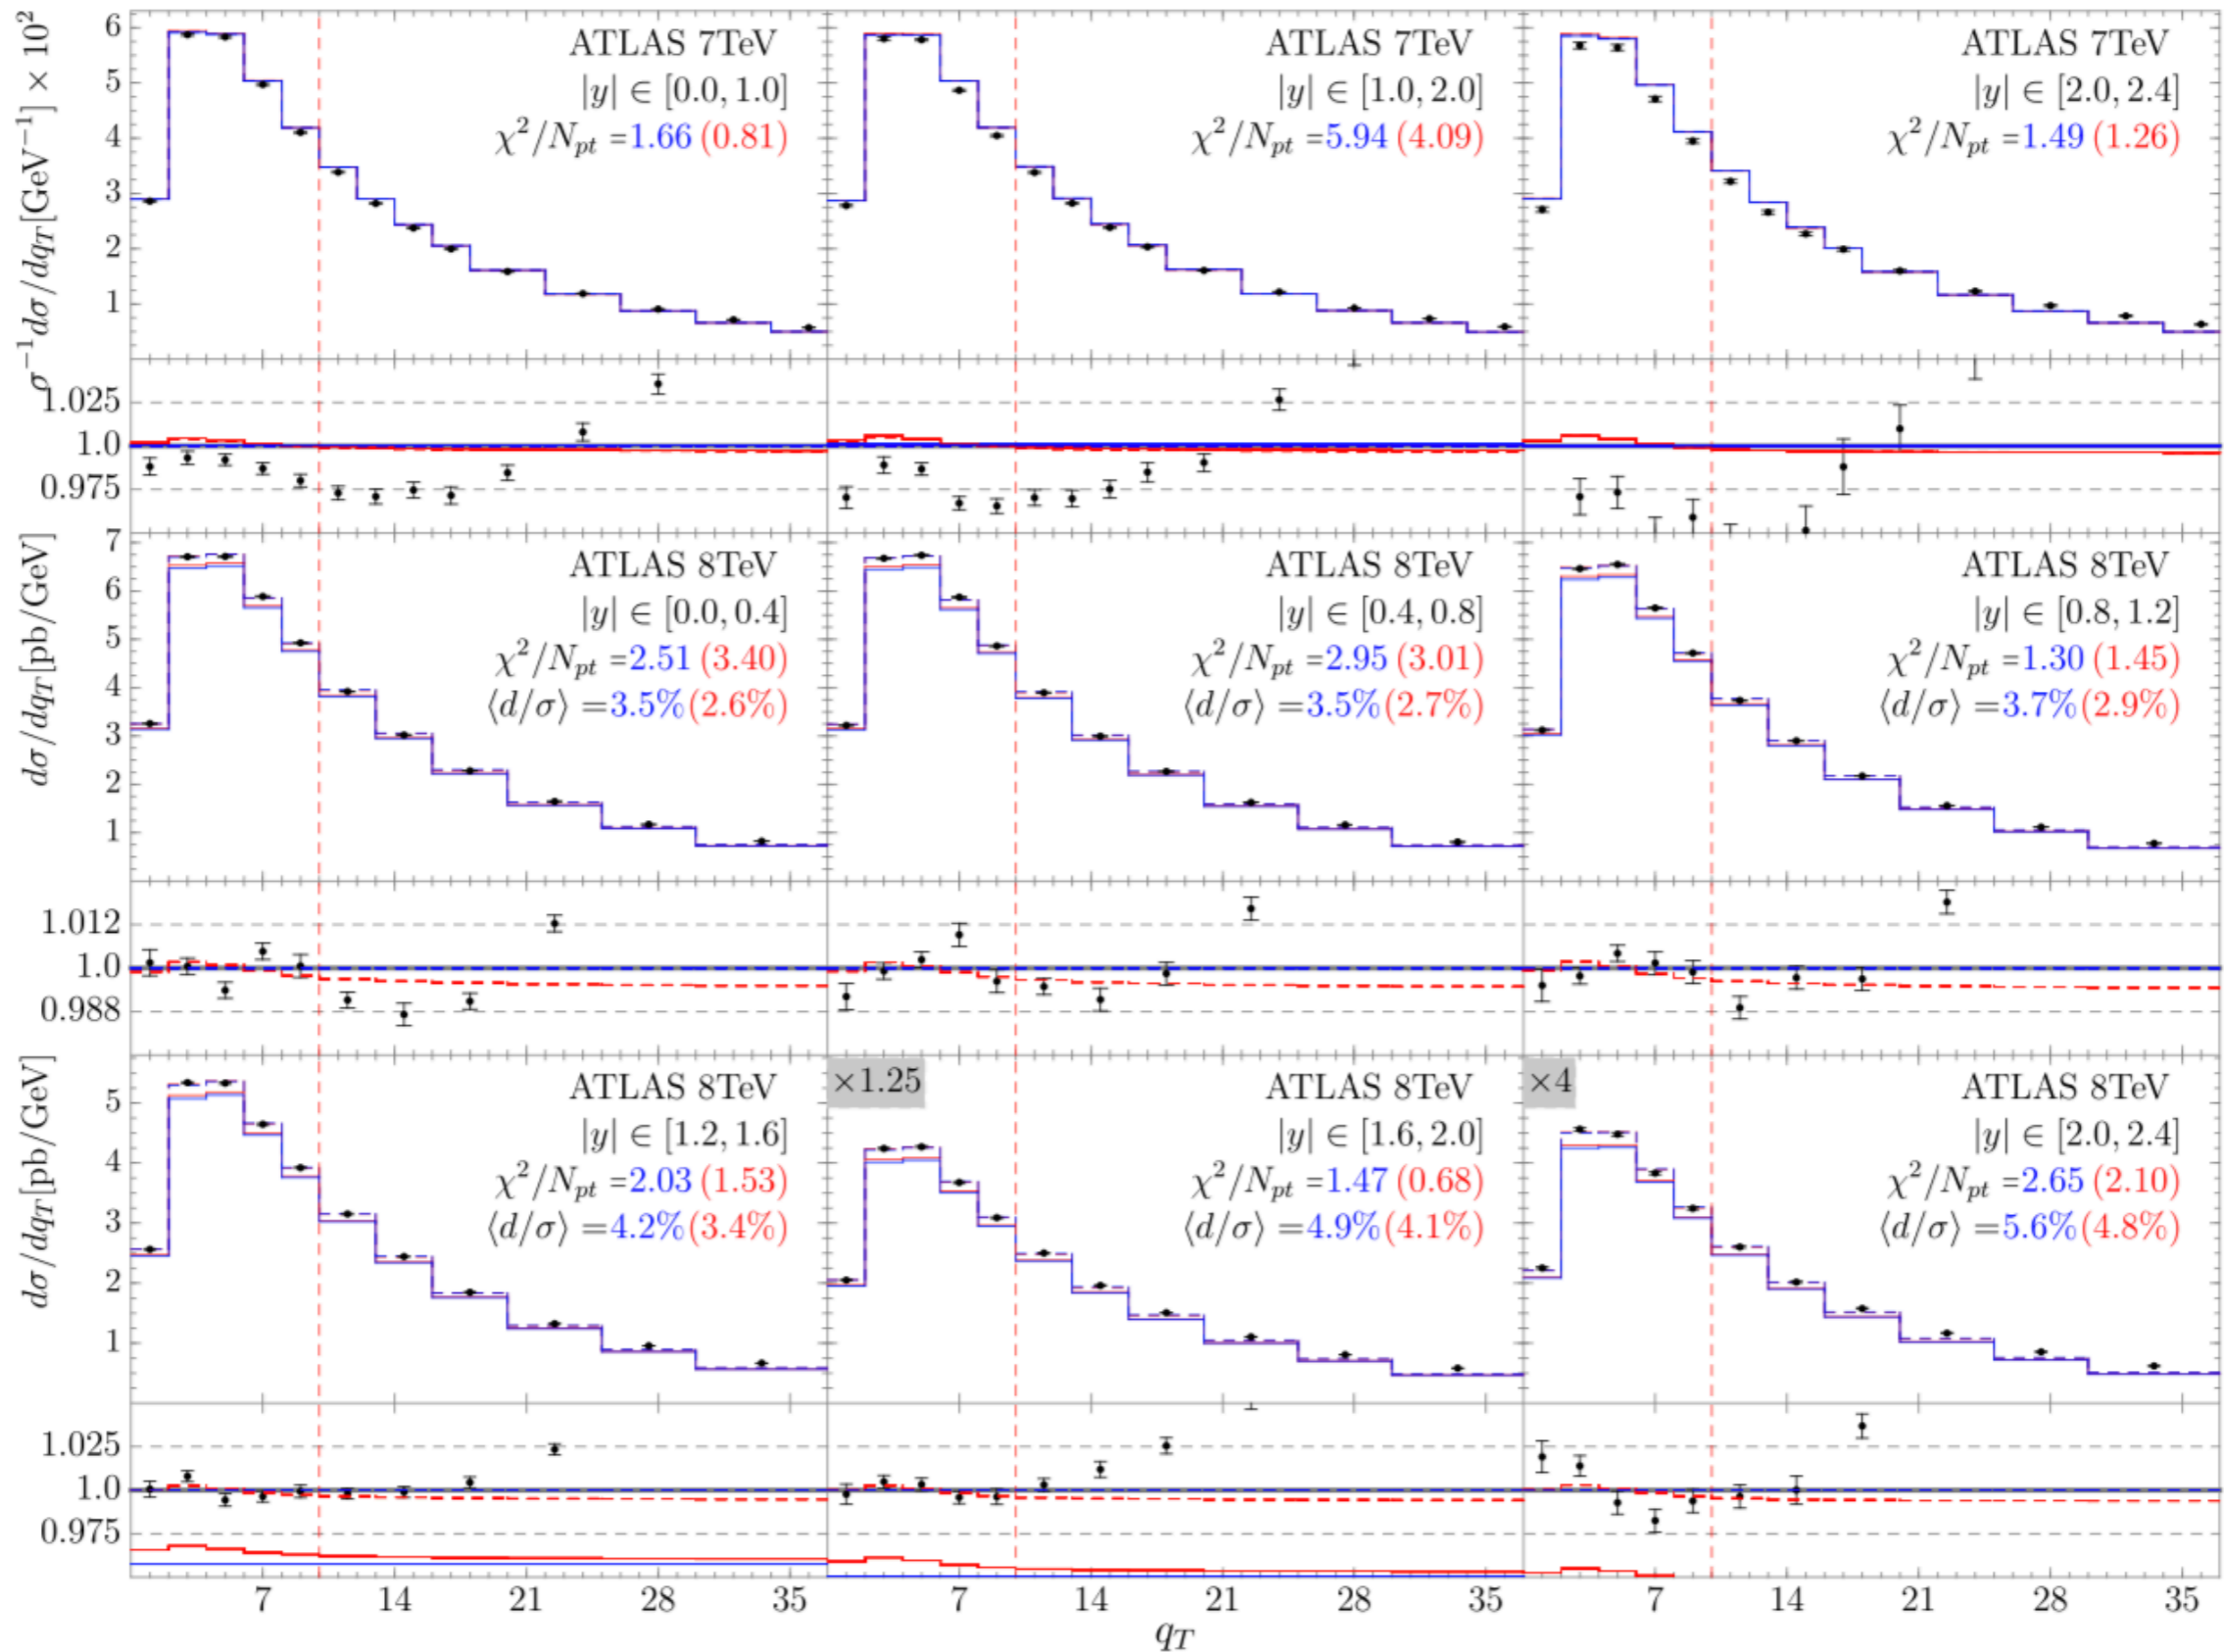 σ⁻¹dσ/dq_T[GeV⁻¹] × 10²
6
5
4
3
2
1
ATLAS 7TeV
|y| ∈ [0.0, 1.0]
χ²/N_pt =1.66 (0.81)
ATLAS 7TeV
|y| ∈ [1.0, 2.0]
χ²/N_pt =5.94 (4.09)
ATLAS 7TeV
|y| ∈ [2.0, 2.4]
χ²/N_pt =1.49 (1.26)
1.025
1.0
0.975
dσ/dq_T[pb/GeV]
7
6
5
4
3
2
1
ATLAS 8TeV
|y| ∈ [0.0, 0.4]
χ²/N_pt =2.51 (3.40)
⟨d/σ⟩ =3.5%(2.6%)
ATLAS 8TeV
|y| ∈ [0.4, 0.8]
χ²/N_pt =2.95 (3.01)
⟨d/σ⟩ =3.5%(2.7%)
ATLAS 8TeV
|y| ∈ [0.8, 1.2]
χ²/N_pt =1.30 (1.45)
⟨d/σ⟩ =3.7%(2.9%)
1.012
1.0
0.988
dσ/dq_T[pb/GeV]
5
4
3
2
1
ATLAS 8TeV
|y| ∈ [1.2, 1.6]
χ²/N_pt =2.03 (1.53)
⟨d/σ⟩ =4.2%(3.4%)
×1.25
ATLAS 8TeV
|y| ∈ [1.6, 2.0]
χ²/N_pt =1.47 (0.68)
⟨d/σ⟩ =4.9%(4.1%)
×4
ATLAS 8TeV
|y| ∈ [2.0, 2.4]
χ²/N_pt =2.65 (2.10)
⟨d/σ⟩ =5.6%(4.8%)
1.025
1.0
0.975
7 14 21 28 35 7 14 21 28 35 7 14 21 28 35
q_T